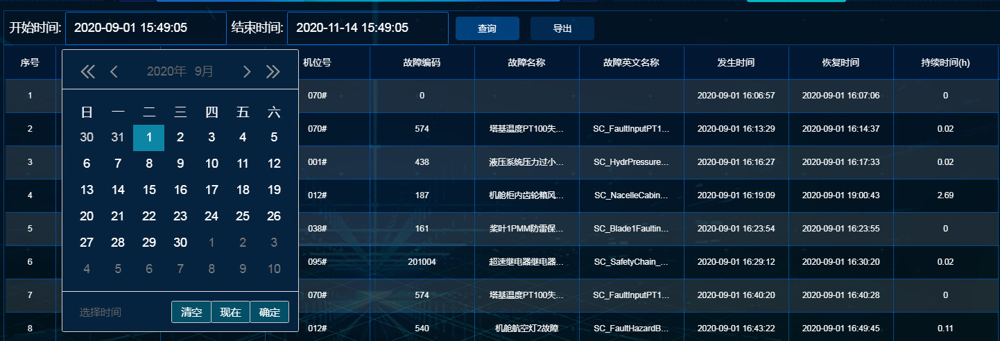 开始时间: 2020-09-01 15:49:05 结束时间: 2020-11-14 15:49:05 查询 导出
序号 机位号 故障编码 故障名称 故障英文名称 发生时间 恢复时间 持续时间(h)
1 070# 0 2020-09-01 16:06:57 2020-09-01 16:07:06 0
2 070# 574 塔基温度PT100失... SC_FaultInputPT1... 2020-09-01 16:13:29 2020-09-01 16:14:37 0.02
3 001# 438 液压系统压力过小... SC_HydrPressure... 2020-09-01 16:16:27 2020-09-01 16:17:33 0.02
4 012# 187 机舱柜内齿轮箱风... SC_NacelleCabin... 2020-09-01 16:19:09 2020-09-01 19:00:43 2.69
5 038# 161 桨叶1PMM防雷保... SC_Blade1Faultin... 2020-09-01 16:23:54 2020-09-01 16:23:55 0
6 095# 201004 超速继电器继电器... SC_SafetyChain_... 2020-09-01 16:29:12 2020-09-01 16:30:20 0.02
7 070# 574 塔基温度PT100失... SC_FaultInputPT1... 2020-09-01 16:40:20 2020-09-01 16:40:28 0
8 012# 540 机舱航空灯2故障 SC_FaultHazardB... 2020-09-01 16:43:22 2020-09-01 16:49:45 0.11
2020年 9月
日 一 二 三 四 五 六
30 31 1 2 3 4 5
6 7 8 9 10 11 12
13 14 15 16 17 18 19
20 21 22 23 24 25 26
27 28 29 30 1 2 3
4 5 6 7 8 9 10
选择时间 清空 现在 确定